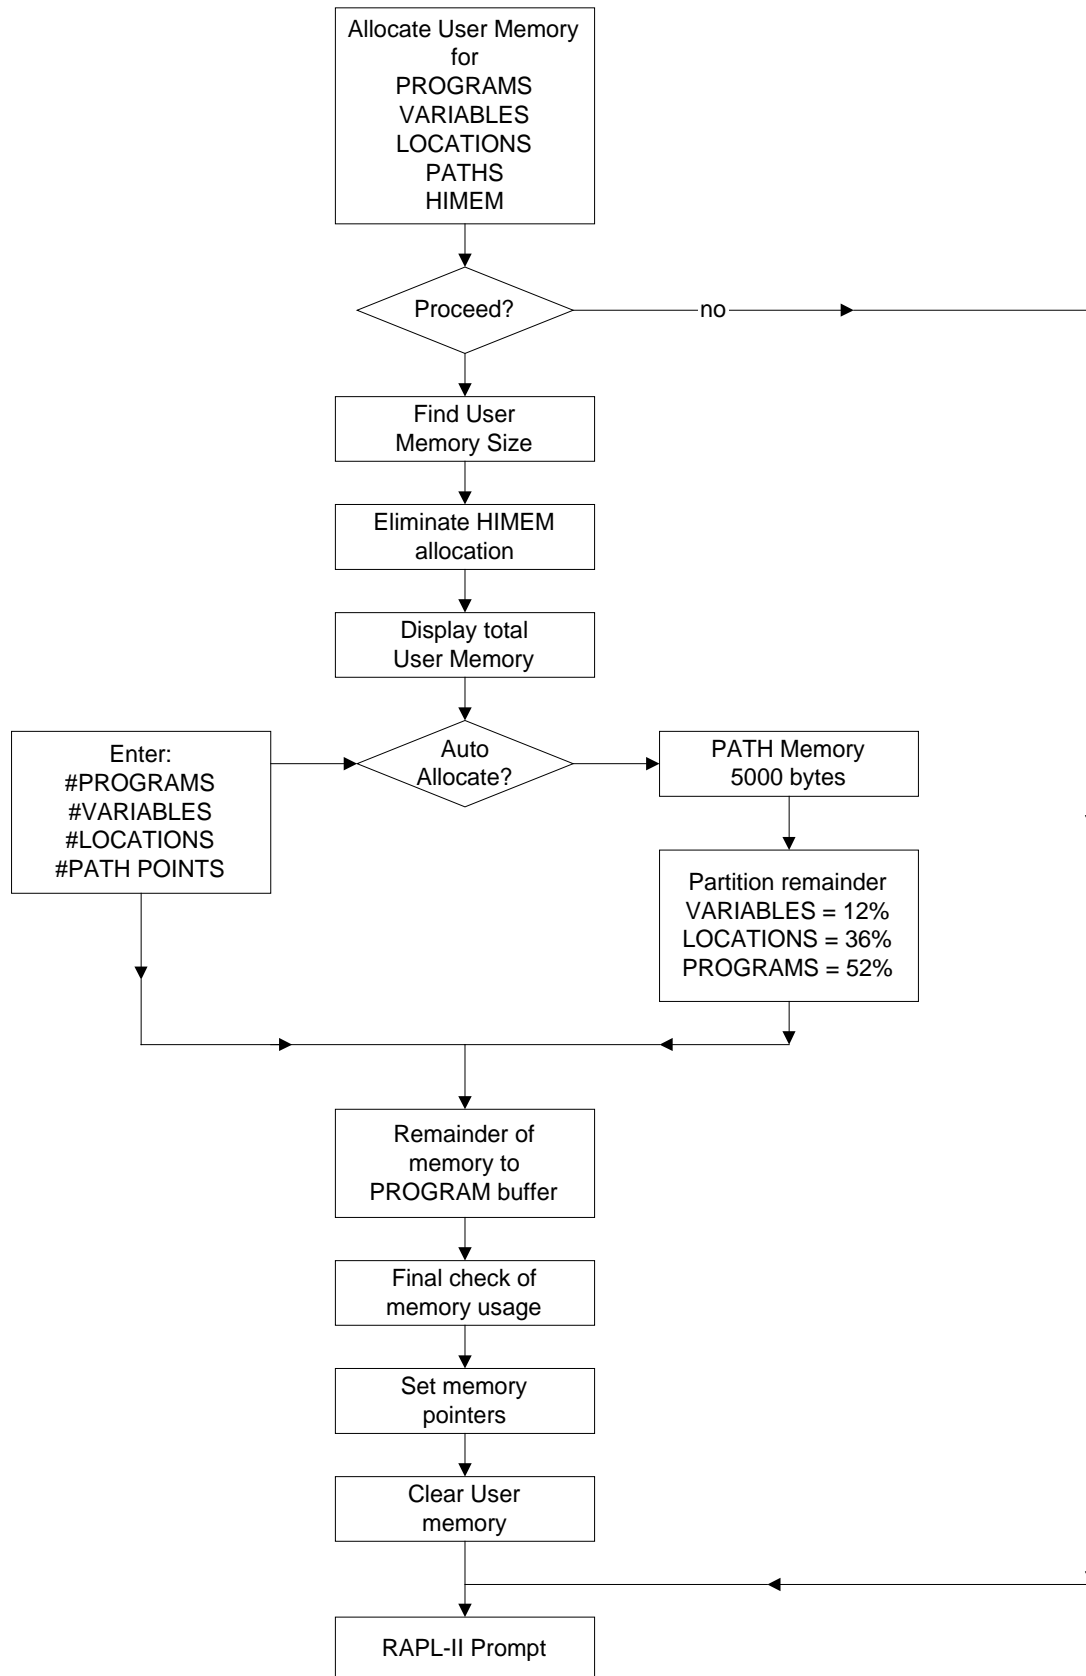 Allocate User Memory
for
PROGRAMS
VARIABLES
LOCATIONS
PATHS
HIMEM
Proceed?
no
Find User
Memory Size
Eliminate HIMEM
allocation
Display total
User Memory
Enter:
#PROGRAMS
#VARIABLES
#LOCATIONS
#PATH POINTS
Auto
Allocate?
PATH Memory
5000 bytes
Partition remainder
VARIABLES = 12%
LOCATIONS = 36%
PROGRAMS = 52%
Remainder of
memory to
PROGRAM buffer
Final check of
memory usage
Set memory
pointers
Clear User
memory
RAPL-II Prompt